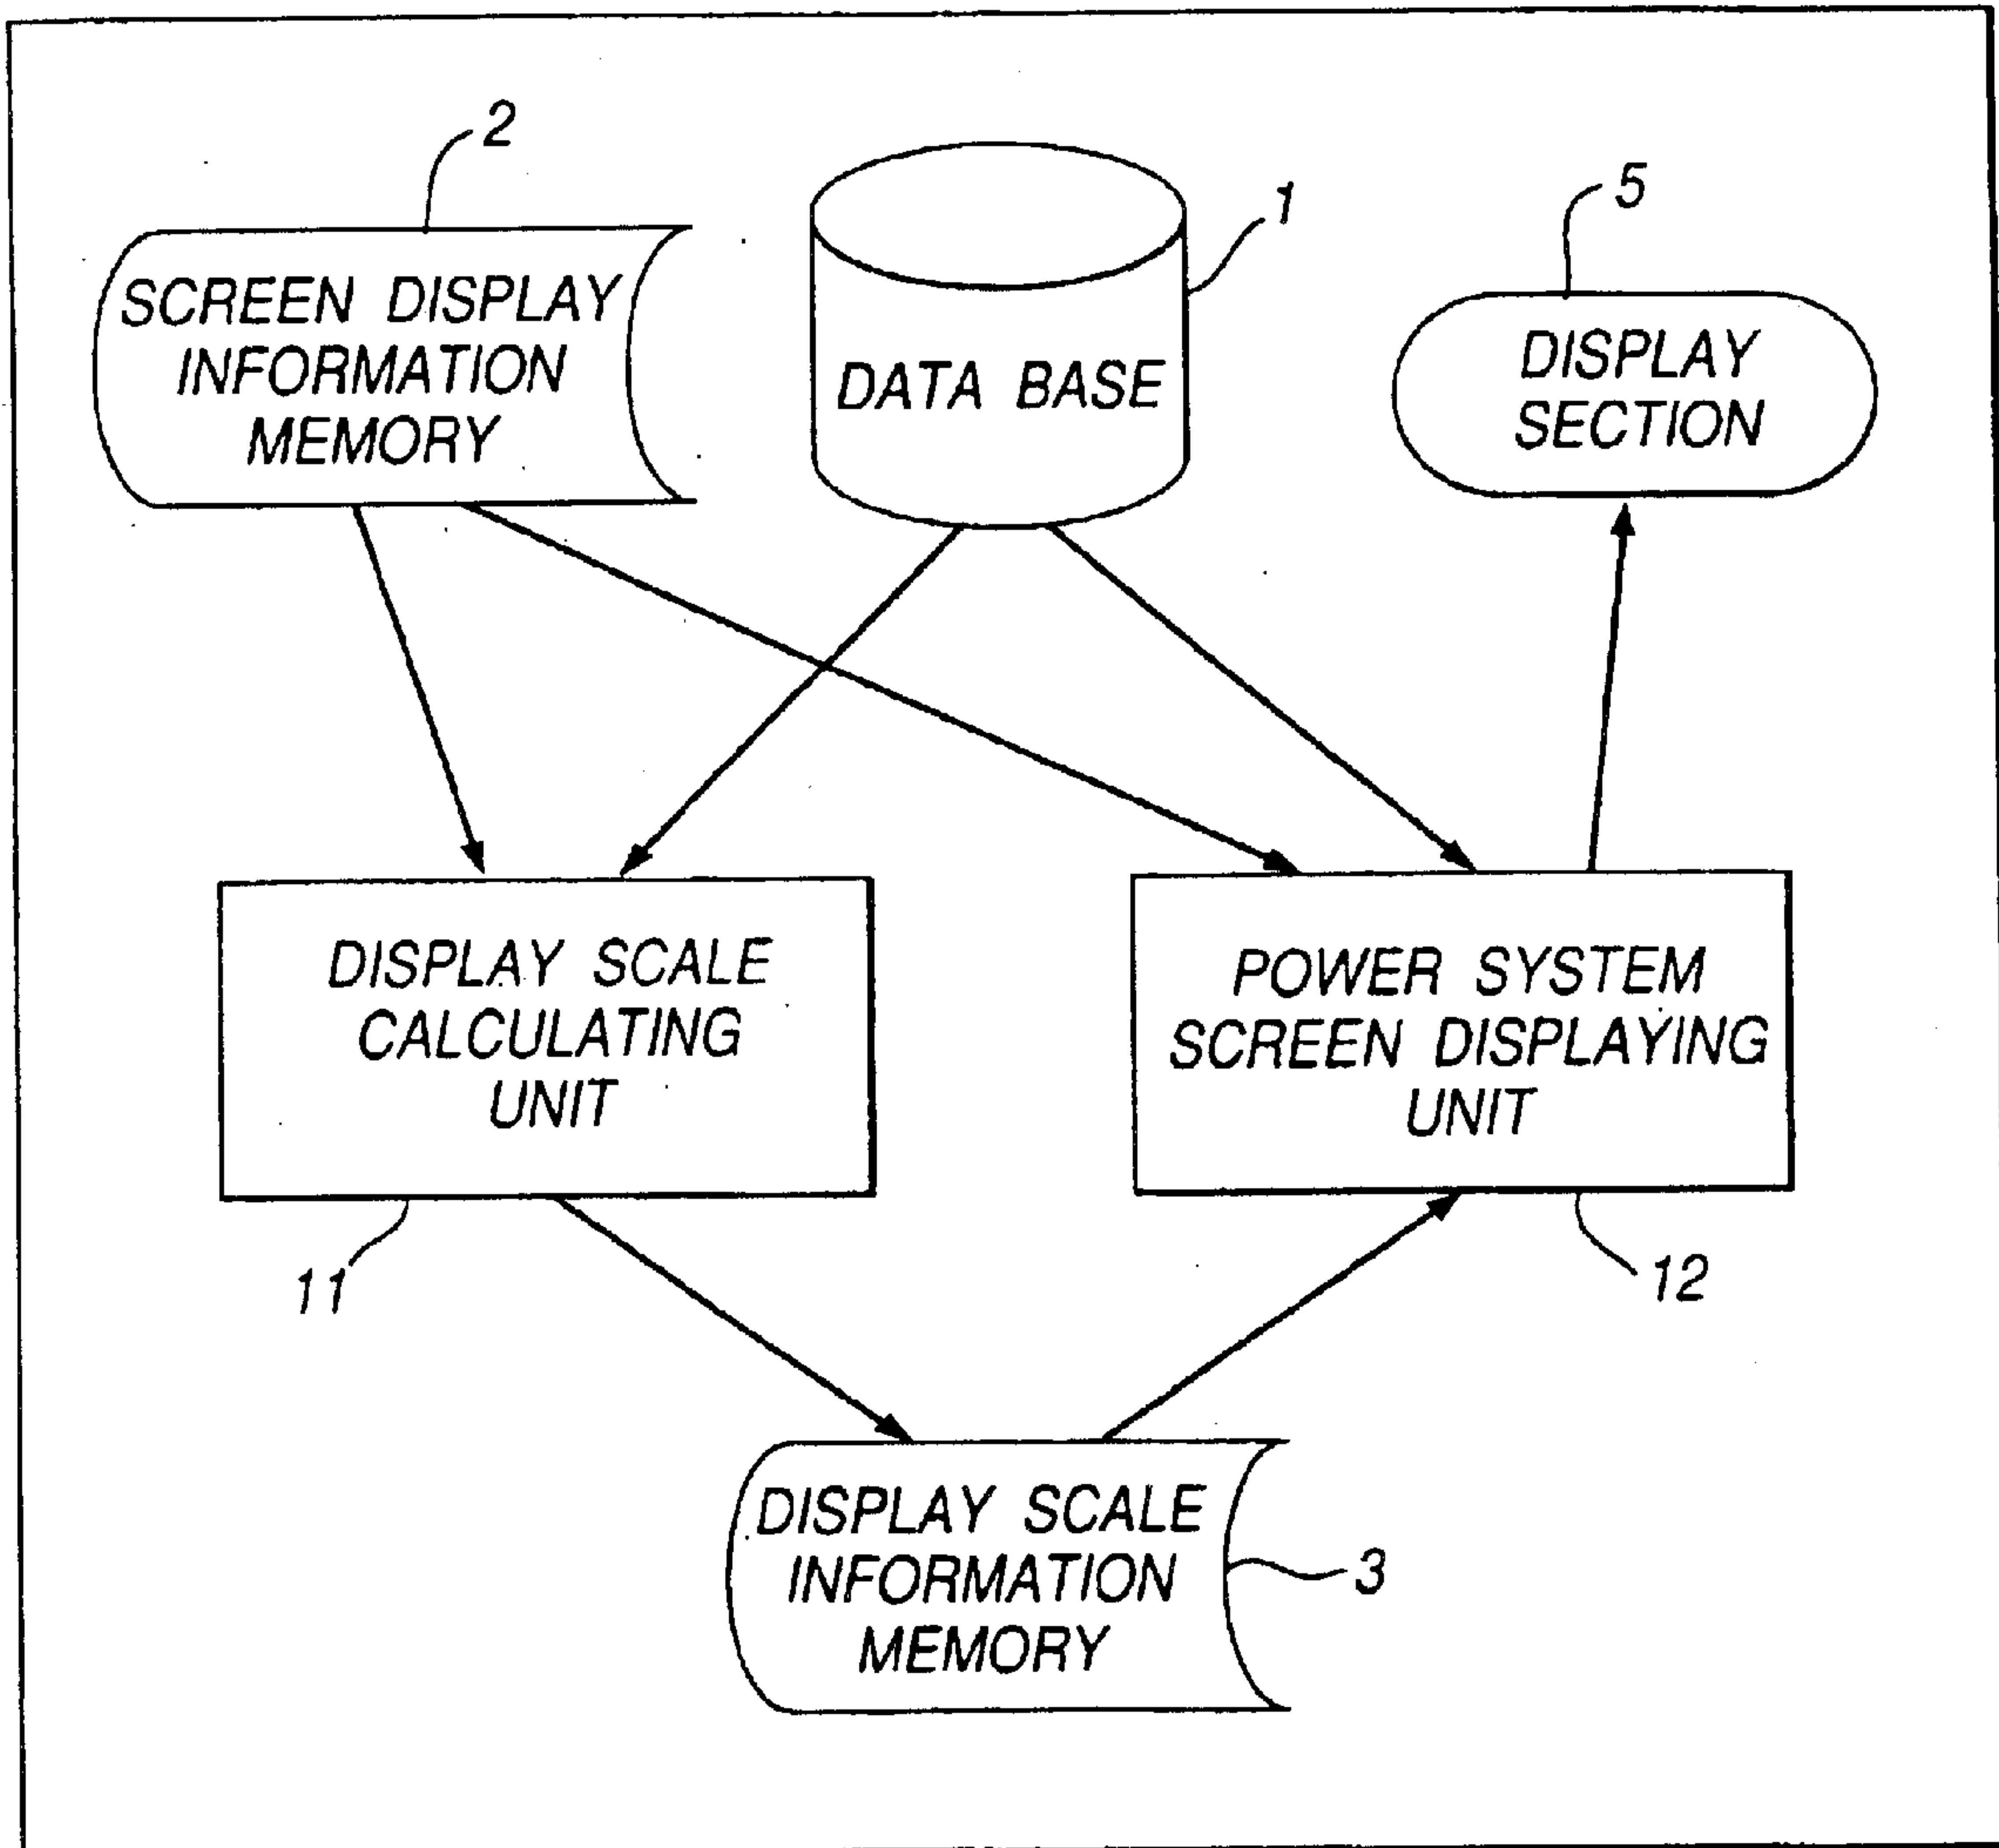 2
1
5
SCREEN DISPLAY
INFORMATION
MEMORY
DATA BASE
DISPLAY
SECTION
DISPLAY SCALE
CALCULATING
UNIT
POWER SYSTEM
SCREEN DISPLAYING
UNIT
11
12
DISPLAY SCALE
INFORMATION
MEMORY
3